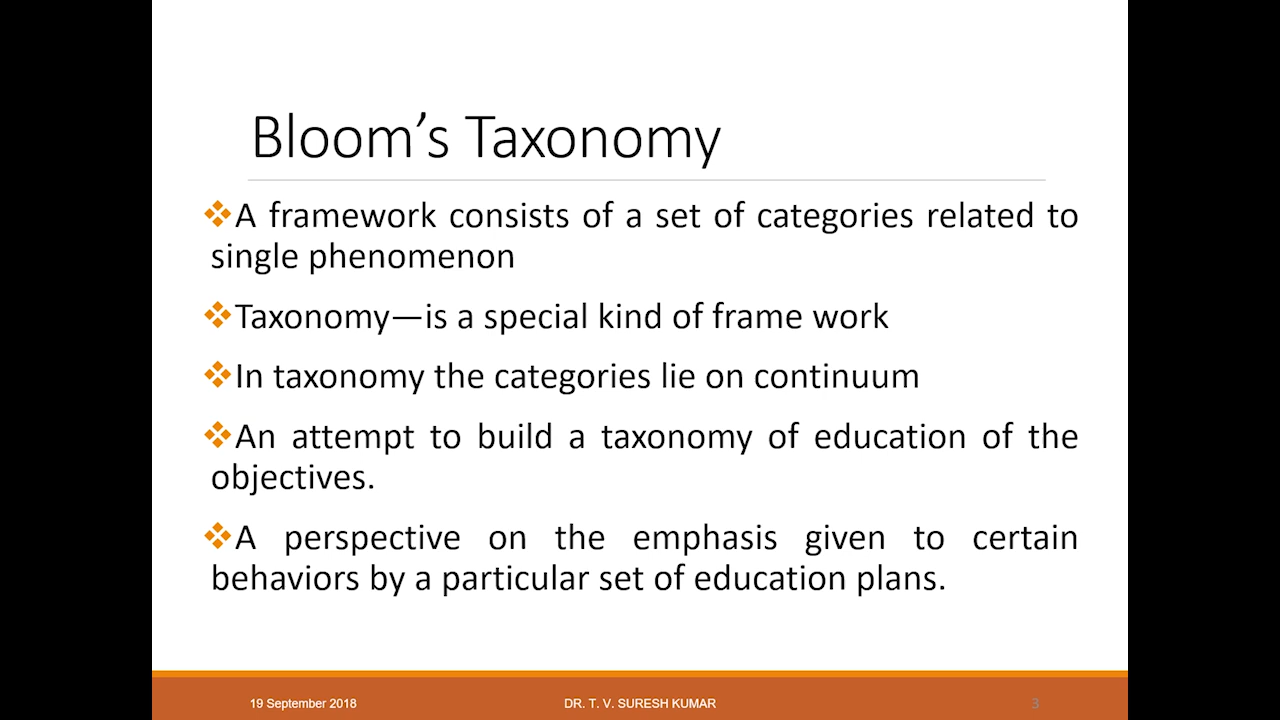 Bloom’s Taxonomy
❖A framework consists of a set of categories related to
single phenomenon
❖Taxonomy—is a special kind of frame work
❖In taxonomy the categories lie on continuum
❖An attempt to build a taxonomy of education of the
objectives.
❖A perspective on the emphasis given to certain
behaviors by a particular set of education plans.
19 September 2018
DR. T. V. SURESH KUMAR
3